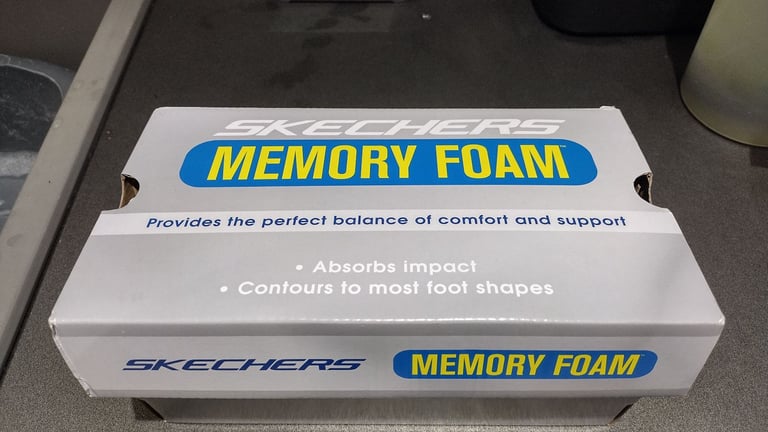 SKECHERS
MEMORY FOAM™
Provides the perfect balance of comfort and support
• Absorbs impact
• Contours to most foot shapes
SKECHERS MEMORY FOAM™